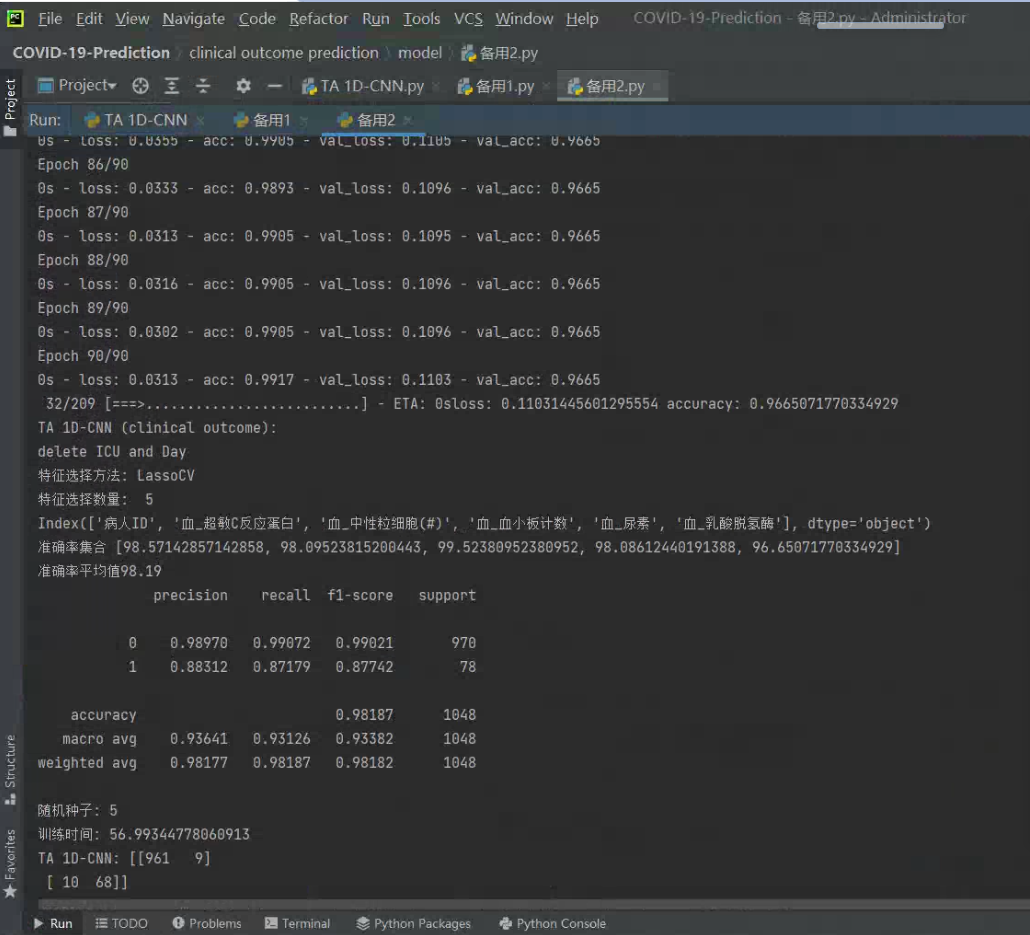 File Edit View Navigate Code Refactor Run Tools VCS Window Help COVID-19-Prediction - 备用2.py - Administrator
COVID-19-Prediction clinical outcome prediction model 备用2.py
Project TA 1D-CNN.py 备用1.py 备用2.py
Run: TA 1D-CNN 备用1 备用2
0s - loss: 0.0355 - acc: 0.9905 - val_loss: 0.1105 - val_acc: 0.9665
Epoch 86/90
0s - loss: 0.0333 - acc: 0.9893 - val_loss: 0.1096 - val_acc: 0.9665
Epoch 87/90
0s - loss: 0.0313 - acc: 0.9905 - val_loss: 0.1095 - val_acc: 0.9665
Epoch 88/90
0s - loss: 0.0316 - acc: 0.9905 - val_loss: 0.1096 - val_acc: 0.9665
Epoch 89/90
0s - loss: 0.0302 - acc: 0.9905 - val_loss: 0.1096 - val_acc: 0.9665
Epoch 90/90
0s - loss: 0.0313 - acc: 0.9917 - val_loss: 0.1103 - val_acc: 0.9665
32/209 [===>..........................] - ETA: 0sloss: 0.11031445601295554 accuracy: 0.9665071770334929
TA 1D-CNN (clinical outcome):
delete ICU and Day
特征选择方法: LassoCV
特征选择数量: 5
Index(['病人ID', '血_超敏C反应蛋白', '血_中性粒细胞(#)', '血_血小板计数', '血_尿素', '血_乳酸脱氢酶'], dtype='object')
准确率集合 [98.57142857142858, 98.09523815200443, 99.52380952380952, 98.08612440191388, 96.65071770334929]
准确率平均值98.19
precision recall f1-score support
0 0.98970 0.99072 0.99021 970
1 0.88312 0.87179 0.87742 78
accuracy 0.98187 1048
macro avg 0.93641 0.93126 0.93382 1048
weighted avg 0.98177 0.98187 0.98182 1048
随机种子: 5
训练时间: 56.99344778060913
TA 1D-CNN: [[961 9]
[ 10 68]]
Project
Structure
Favorites
Run TODO Problems Terminal Python Packages Python Console